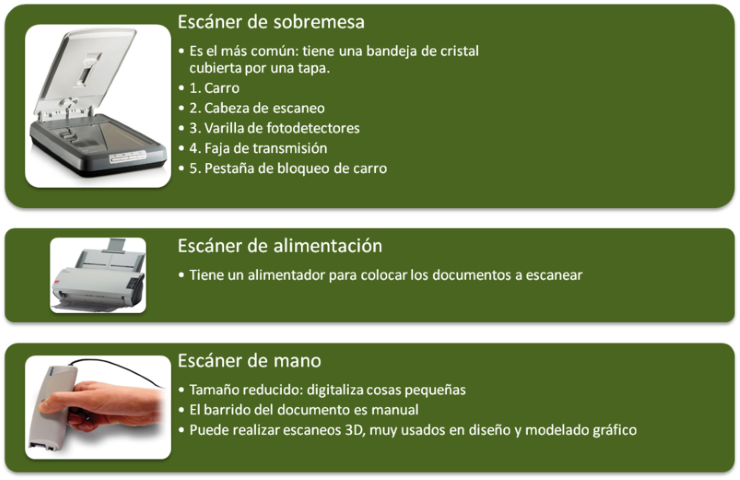 Escáner de sobremesa
• Es el más común: tiene una bandeja de cristal
cubierta por una tapa.
• 1. Carro
• 2. Cabeza de escaneo
• 3. Varilla de fotodetectores
• 4. Faja de transmisión
• 5. Pestaña de bloqueo de carro
Escáner de alimentación
• Tiene un alimentador para colocar los documentos a escanear
Escáner de mano
• Tamaño reducido: digitaliza cosas pequeñas
• El barrido del documento es manual
• Puede realizar escaneos 3D, muy usados en diseño y modelado gráfico